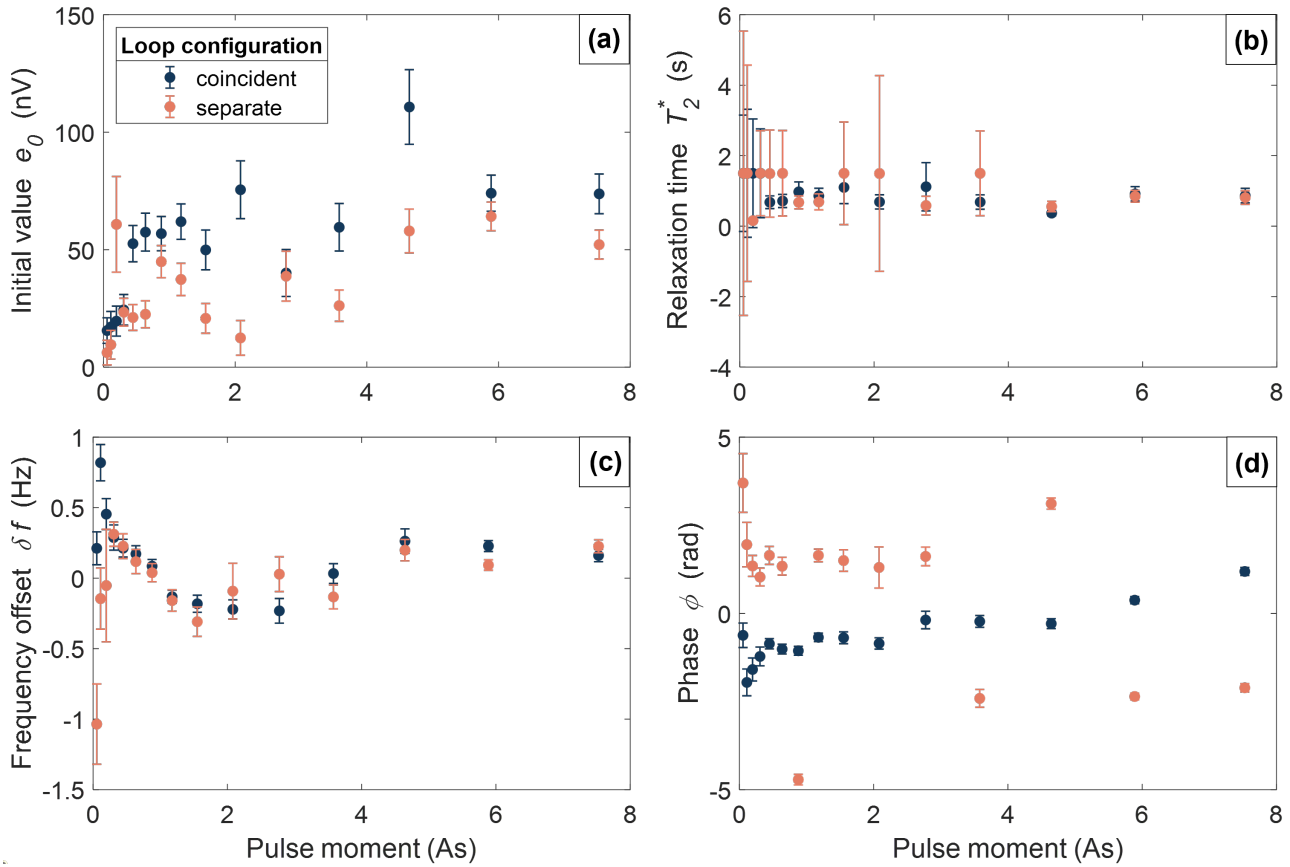 (a)
Loop configuration
coincident
separate
150
100
50
0
0 2 4 6 8
Initial value e0 (nV)
(b)
6
4
2
0
-2
-4
0 2 4 6 8
Relaxation time T2* (s)
(c)
1
0.5
0
-0.5
-1
-1.5
0 2 4 6 8
Frequency offset δf (Hz)
Pulse moment (As)
(d)
5
0
-5
0 2 4 6 8
Phase ϕ (rad)
Pulse moment (As)